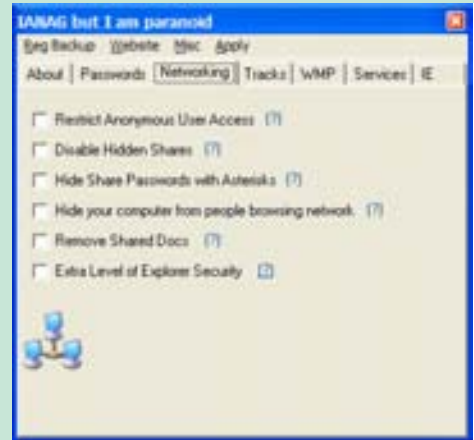 IANAG but I am paranoid
Reg Backup Website Misc Apply
About Passwords Networking Tracks WMP Services IE
Restrict Anonymous User Access [?]
Disable Hidden Shares [?]
Hide Share Passwords with Asterisks [?]
Hide your computer from people browsing network [?]
Remove Shared Docs [?]
Extra Level of Explorer Security [?]